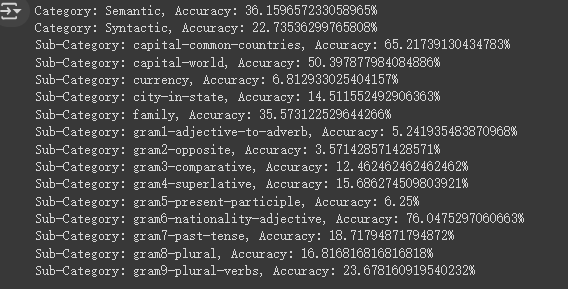 Category: Semantic, Accuracy: 36.159657233058965%
Category: Syntactic, Accuracy: 22.73536299765808%
Sub-Category: capital-common-countries, Accuracy: 65.21739130434783%
Sub-Category: capital-world, Accuracy: 50.397877984084886%
Sub-Category: currency, Accuracy: 6.812933025404157%
Sub-Category: city-in-state, Accuracy: 14.511552492906363%
Sub-Category: family, Accuracy: 35.573122529644266%
Sub-Category: gram1-adjective-to-adverb, Accuracy: 5.241935483870968%
Sub-Category: gram2-opposite, Accuracy: 3.571428571428571%
Sub-Category: gram3-comparative, Accuracy: 12.462462462462462%
Sub-Category: gram4-superlative, Accuracy: 15.686274509803921%
Sub-Category: gram5-present-participle, Accuracy: 6.25%
Sub-Category: gram6-nationality-adjective, Accuracy: 76.0475297060663%
Sub-Category: gram7-past-tense, Accuracy: 18.71794871794872%
Sub-Category: gram8-plural, Accuracy: 16.816816816816818%
Sub-Category: gram9-plural-verbs, Accuracy: 23.678160919540232%